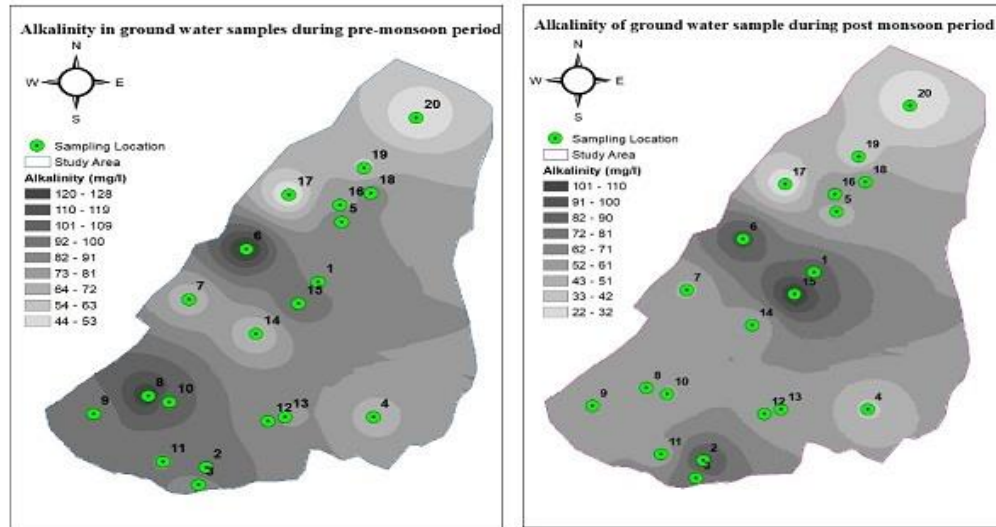 Alkalinity in ground water samples during pre-monsoon period
N
W E
S
Sampling Location
Study Area
Alkalinity (mg/l)
120 - 128
110 - 119
101 - 109
92 - 100
82 - 91
73 - 81
64 - 72
54 - 63
44 - 53
20
19
17
18
16
5
6
1
7
15
14
8
10
9
12
13
4
11
2
3
Alkalinity of ground water sample during post monsoon period
N
W E
S
Sampling Location
Study Area
Alkalinity (mg/l)
101 - 110
91 - 100
82 - 90
72 - 81
62 - 71
52 - 61
43 - 51
33 - 42
22 - 32
20
19
17
18
16
5
6
1
7
15
14
8
10
9
12
13
4
11
2
3